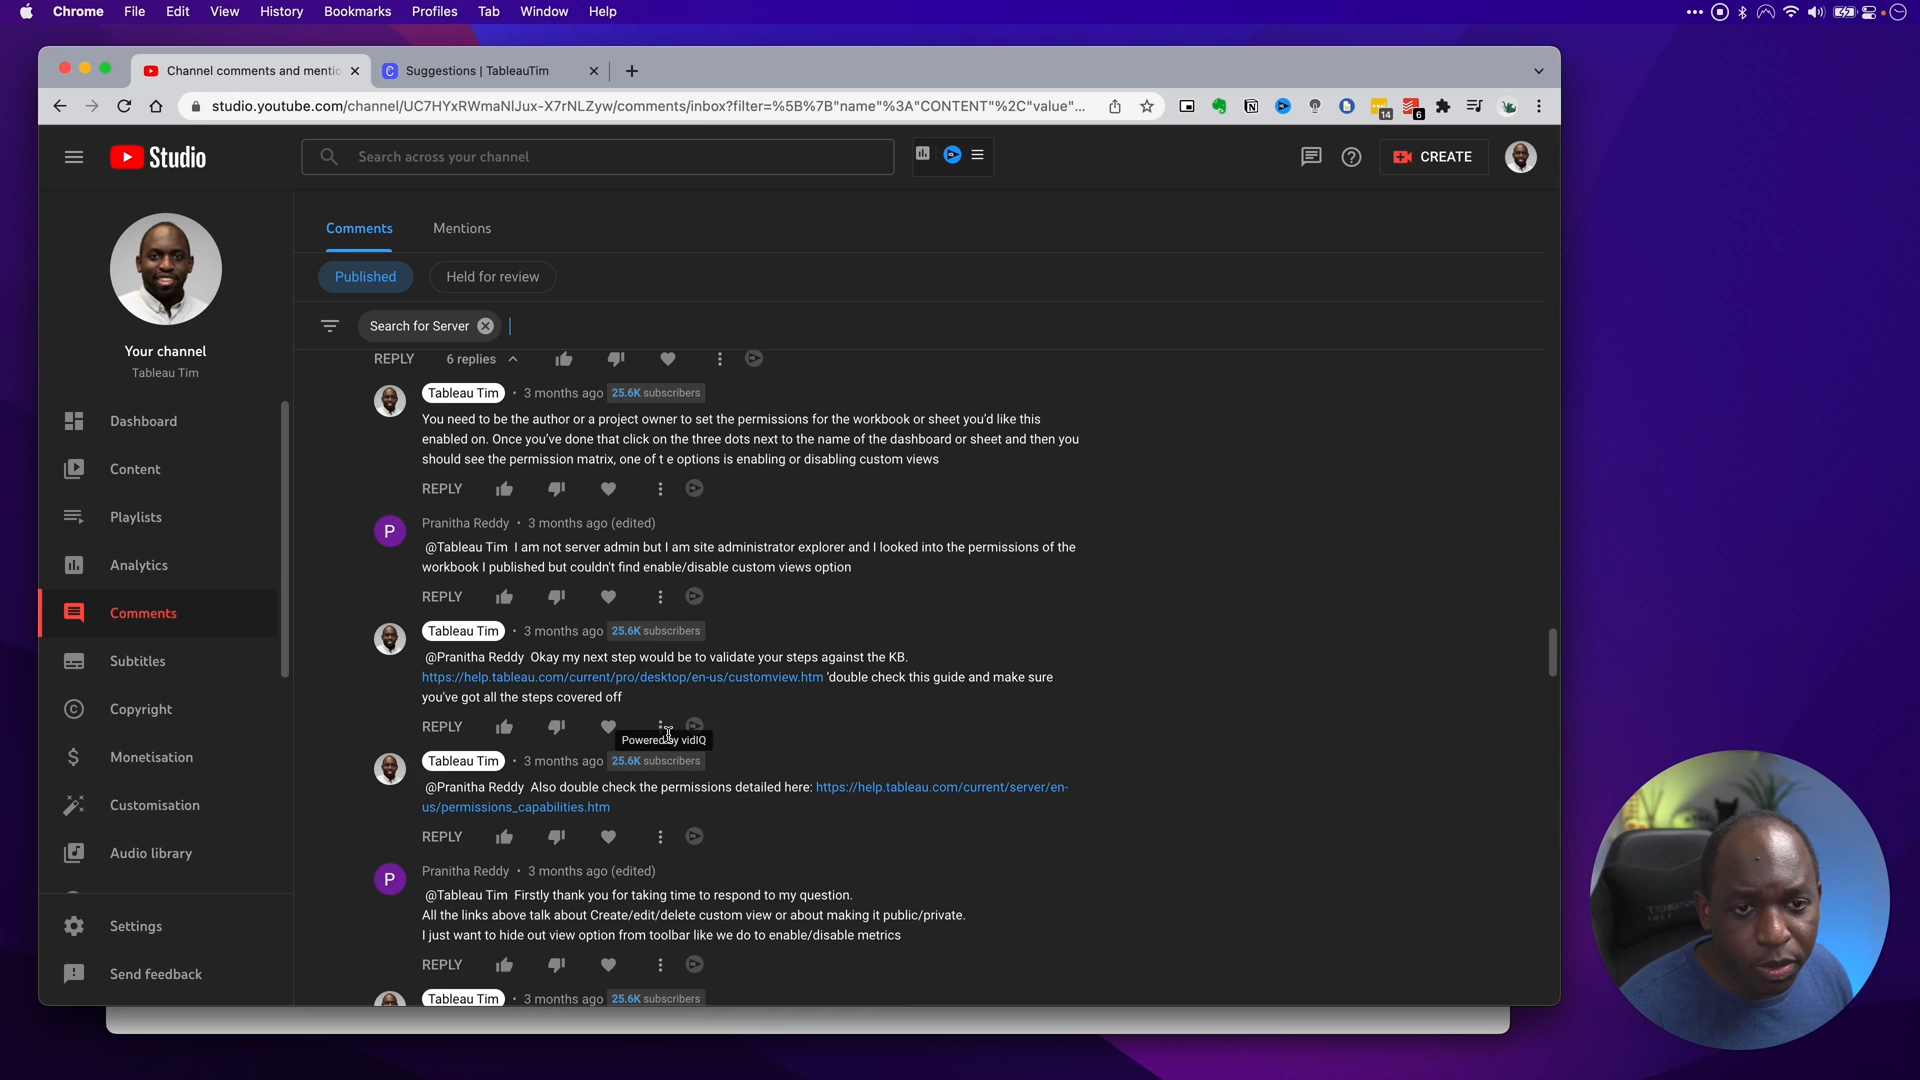 Chrome File Edit View History Bookmarks Profiles Tab Window Help
Channel comments and mentio
Suggestions | TableauTim
studio.youtube.com/channel/UC7HYxRWmaNlJux-X7rNLZyw/comments/inbox?filter=%5B%7B"name"%3A"CONTENT"%2C"value"...
14
6
Studio
Search across your channel
CREATE
Your channel
Tableau Tim
Dashboard
Content
Playlists
Analytics
Comments
Subtitles
Copyright
Monetisation
Customisation
Audio library
Settings
Send feedback
Comments Mentions
Published Held for review
Search for Server
REPLY 6 replies
Tableau Tim • 3 months ago 25.6K subscribers
You need to be the author or a project owner to set the permissions for the workbook or sheet you'd like this
enabled on. Once you've done that click on the three dots next to the name of the dashboard or sheet and then you
should see the permission matrix, one of t e options is enabling or disabling custom views
REPLY
P
Pranitha Reddy • 3 months ago (edited)
@Tableau Tim I am not server admin but I am site administrator explorer and I looked into the permissions of the
workbook I published but couldn't find enable/disable custom views option
REPLY
Tableau Tim • 3 months ago 25.6K subscribers
@Pranitha Reddy Okay my next step would be to validate your steps against the KB.
https://help.tableau.com/current/pro/desktop/en-us/customview.htm 'double check this guide and make sure
you've got all the steps covered off
REPLY
Powered by vidIQ
Tableau Tim • 3 months ago 25.6K subscribers
@Pranitha Reddy Also double check the permissions detailed here: https://help.tableau.com/current/server/en-
us/permissions_capabilities.htm
REPLY
P
Pranitha Reddy • 3 months ago (edited)
@Tableau Tim Firstly thank you for taking time to respond to my question.
All the links above talk about Create/edit/delete custom view or about making it public/private.
I just want to hide out view option from toolbar like we do to enable/disable metrics
REPLY
Tableau Tim • 3 months ago 25.6K subscribers